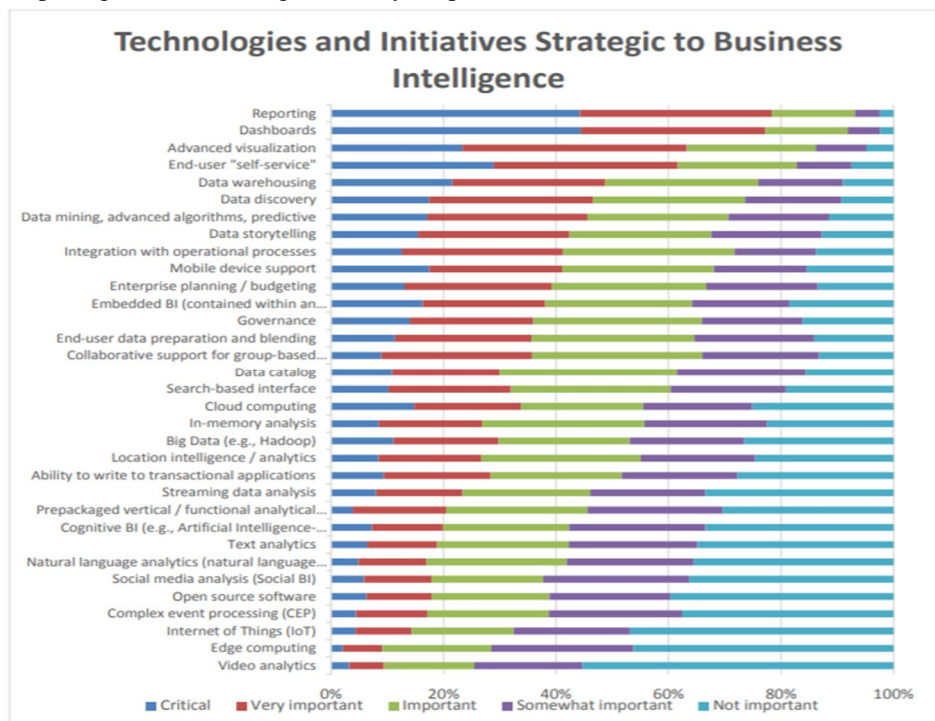 Technologies and Initiatives Strategic to Business
Intelligence
Reporting
Dashboards
Advanced visualization
End-user "self-service"
Data warehousing
Data discovery
Data mining, advanced algorithms, predictive
Data storytelling
Integration with operational processes
Mobile device support
Enterprise planning / budgeting
Embedded BI (contained within an...
Governance
End-user data preparation and blending
Collaborative support for group-based...
Data catalog
Search-based interface
Cloud computing
In-memory analysis
Big Data (e.g., Hadoop)
Location intelligence / analytics
Ability to write to transactional applications
Streaming data analysis
Prepackaged vertical / functional analytical...
Cognitive BI (e.g., Artificial Intelligence-...
Text analytics
Natural language analytics (natural language...
Social media analysis (Social BI)
Open source software
Complex event processing (CEP)
Internet of Things (IoT)
Edge computing
Video analytics
0% 20% 40% 60% 80% 100%
Critical Very important Important Somewhat important Not important